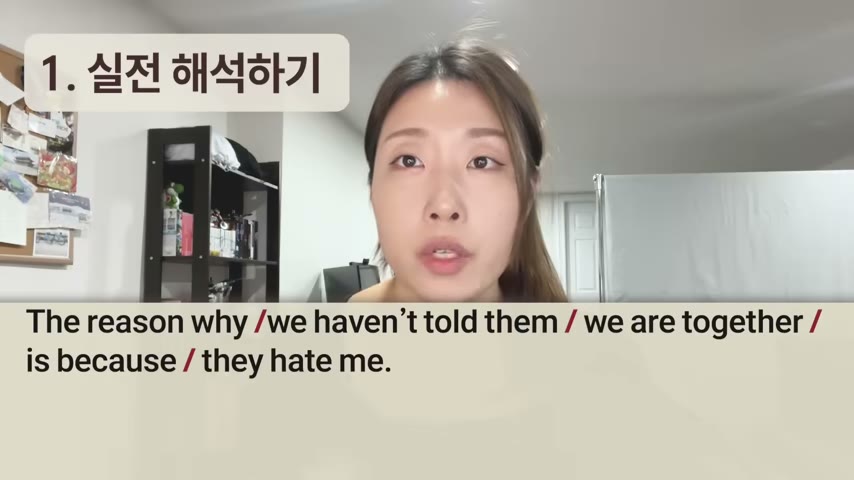 1. 실전 해석하기
The reason why /we haven’t told them / we are together /
is because / they hate me.